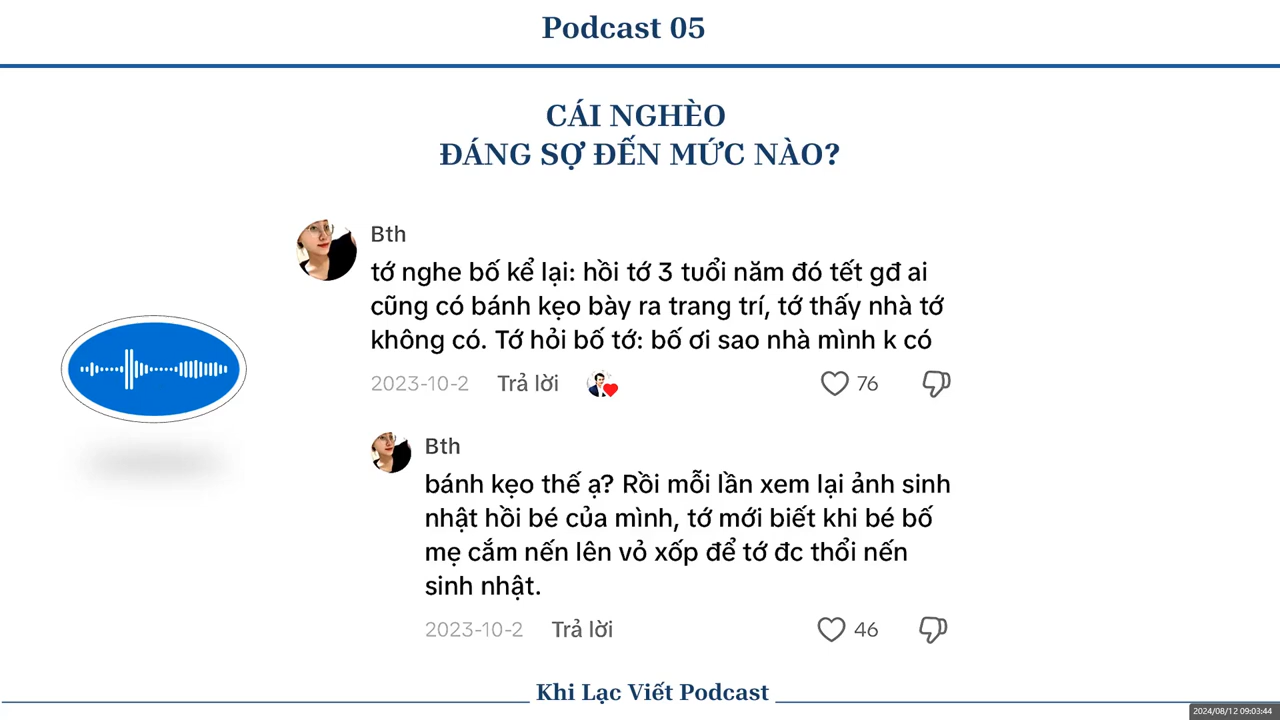 Podcast 05
CÁI NGHÈO
ĐÁNG SỢ ĐẾN MỨC NÀO?
Bth
tớ nghe bố kể lại: hồi tớ 3 tuổi năm đó tết gđ ai
cũng có bánh kẹo bày ra trang trí, tớ thấy nhà tớ
không có. Tớ hỏi bố tớ: bố ơi sao nhà mình k có
2023-10-2 Trả lời 76
Bth
bánh kẹo thế ạ? Rồi mỗi lần xem lại ảnh sinh
nhật hồi bé của mình, tớ mới biết khi bé bố
mẹ cắm nến lên vỏ xốp để tớ đc thổi nến
sinh nhật.
2023-10-2 Trả lời 46
Khi Lạc Viết Podcast
2024/08/12 09:03:44